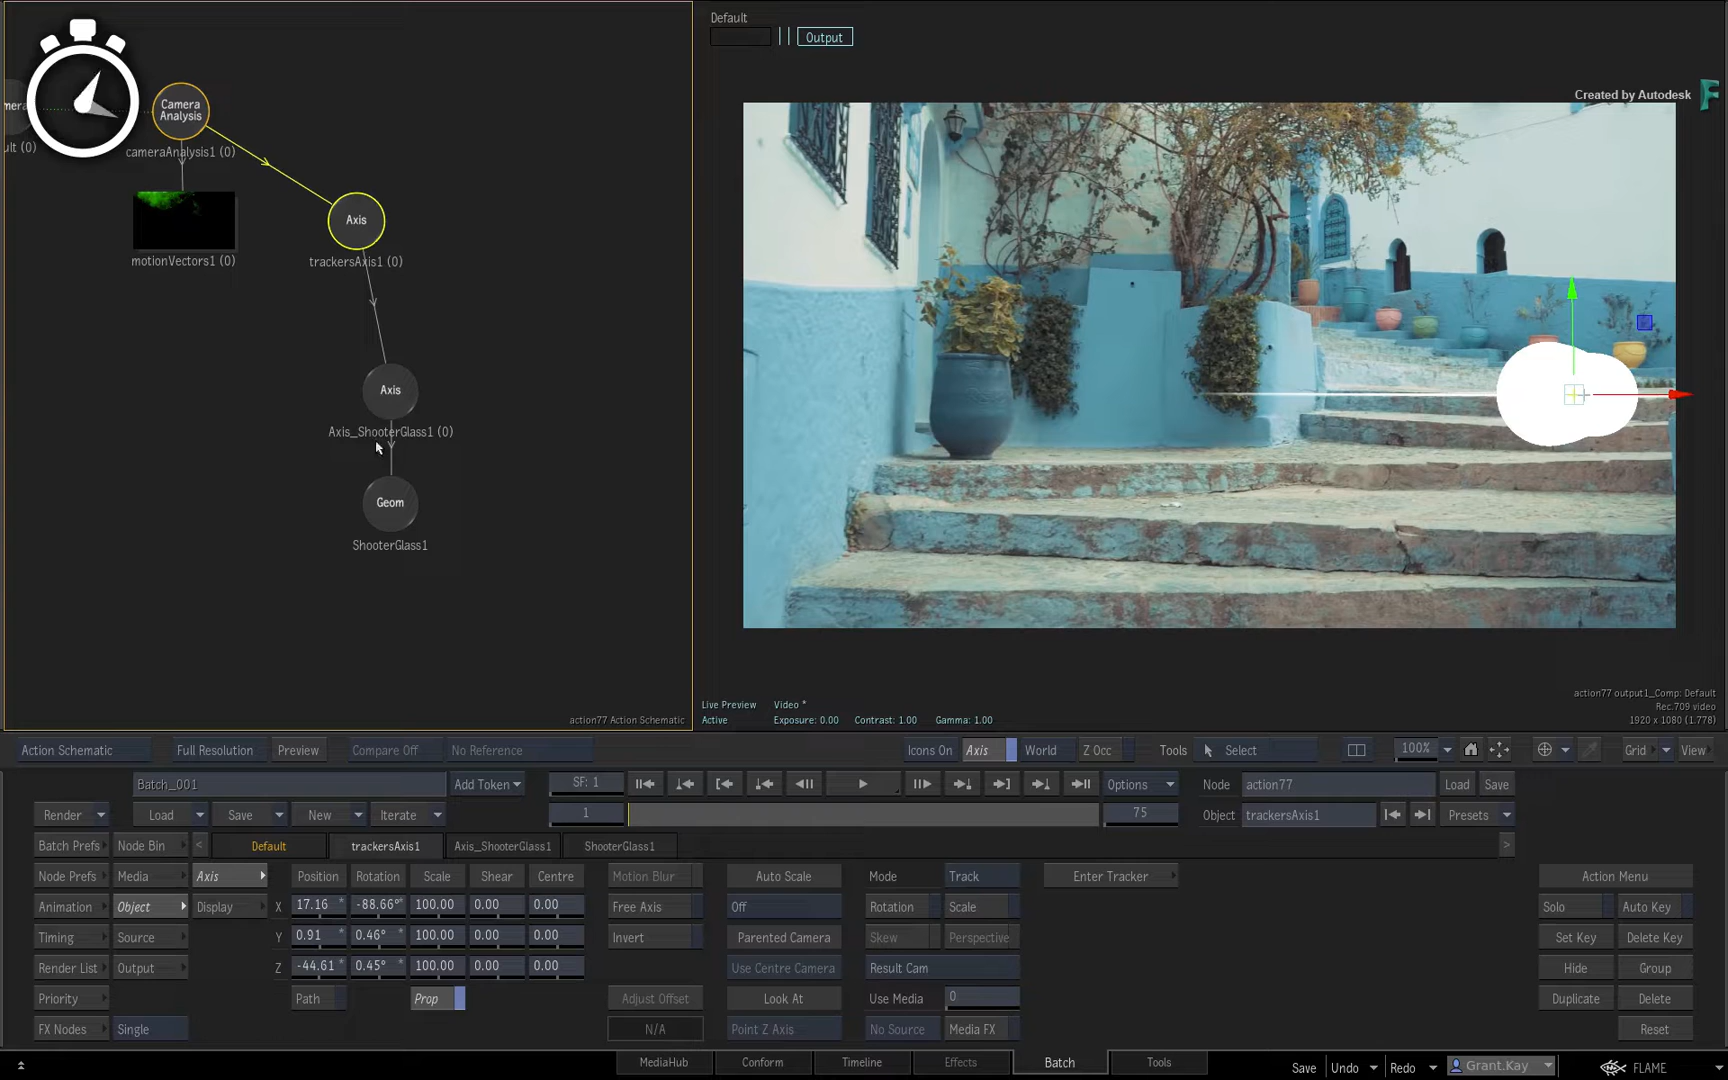 Default
Output
Created by Autodesk
Camera
Analysis
cameraAnalysis1 (0)
mera
ult (0)
motionVectors1 (0)
Axis
trackersAxis1 (0)
Axis
Axis_ShooterGlass1 (0)
Geom
ShooterGlass1
action77 Action Schematic
Live Preview Video *
Active Exposure: 0.00 Contrast: 1.00 Gamma: 1.00
action77 output1_Comp: Default
Rec.709 video
1920 x 1080 (1.778)
Action Schematic Full Resolution Preview Compare Off No Reference Icons On Axis World Z Occ Tools Select 100% Grid View
Batch_001 Add Token SF: 1 Options Node action77 Load Save
Render Load Save New Iterate 1 75 Object trackersAxis1 Presets
Batch Prefs Node Bin < Default trackersAxis1 Axis_ShooterGlass1 ShooterGlass1 >
Node Prefs Media Axis Position Rotation Scale Shear Centre Motion Blur Auto Scale Mode Track Enter Tracker Action Menu
Animation Object Display X 17.16 * -88.66° * 100.00 0.00 0.00 Free Axis Off Rotation Scale Solo Auto Key
Timing Source Y 0.91 * 0.46° * 100.00 0.00 0.00 Invert Parented Camera Skew Perspective Set Key Delete Key
Render List Output Z -44.61 * 0.45° * 100.00 0.00 0.00 Use Centre Camera Result Cam Hide Group
Priority Path Prop Adjust Offset Look At Use Media 0 Duplicate Delete
FX Nodes Single N/A Point Z Axis No Source Media FX Reset
MediaHub Conform Timeline Effects Batch Tools Save Undo Redo Grant.Kay FLAME